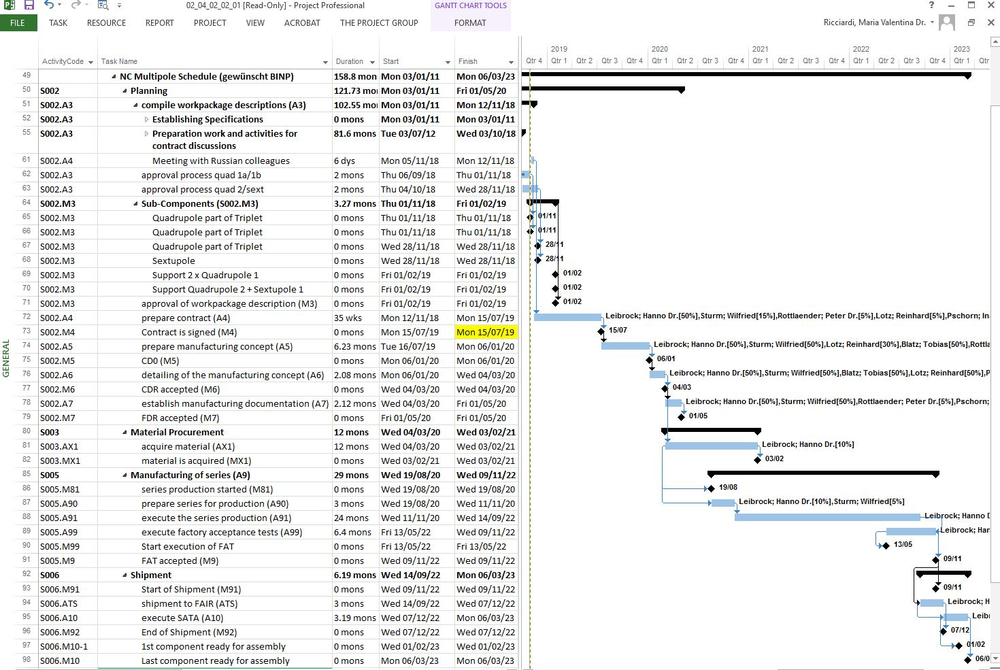 02_04_02_02_01 [Read-Only] - Project Professional
GANTT CHART TOOLS
FILE TASK RESOURCE REPORT PROJECT VIEW ACROBAT THE PROJECT GROUP FORMAT
Ricciardi, Maria Valentina Dr.
2019 2020 2021 2022 2023
ActivityCode Task Name Duration Start Finish
Qtr 4 Qtr 1 Qtr 2 Qtr 3 Qtr 4 Qtr 1 Qtr 2 Qtr 3 Qtr 4 Qtr 1 Qtr 2 Qtr 3 Qtr 4 Qtr 1 Qtr 2 Qtr 3 Qtr 4 Qtr 1 Qtr
49 NC Multipole Schedule (gewünscht BINP) 158.8 mon Mon 03/01/11 Mon 06/03/23
50 S002 Planning 121.73 mo Mon 03/01/11 Fri 01/05/20
51 S002.A3 compile workpackage descriptions (A3) 102.55 mo Mon 03/01/11 Mon 12/11/18
52 S002.A3 Establishing Specifications 0 mons Mon 03/01/11 Mon 03/01/11
55 S002.A3 Preparation work and activities for 81.6 mons Tue 03/07/12 Wed 03/10/18
contract discussions
61 S002.A4 Meeting with Russian colleagues 6 dys Mon 05/11/18 Mon 12/11/18
62 S002.A3 approval process quad 1a/1b 2 mons Thu 06/09/18 Thu 01/11/18
63 S002.A3 approval process quad 2/sext 2 mons Thu 04/10/18 Wed 28/11/18
64 S002.M3 Sub-Components (S002.M3) 3.27 mons Thu 01/11/18 Fri 01/02/19
65 S002.M3 Quadrupole part of Triplet 0 mons Thu 01/11/18 Thu 01/11/18 01/11
66 S002.M3 Quadrupole part of Triplet 0 mons Thu 01/11/18 Thu 01/11/18 01/11
67 S002.M3 Quadrupole part of Triplet 0 mons Wed 28/11/18 Wed 28/11/18 28/11
68 S002.M3 Sextupole 0 mons Wed 28/11/18 Wed 28/11/18 28/11
69 S002.M3 Support 2 x Quadrupole 1 0 mons Fri 01/02/19 Fri 01/02/19 01/02
70 S002.M3 Support Quadrupole 2 + Sextupole 1 0 mons Fri 01/02/19 Fri 01/02/19 01/02
71 S002.M3 approval of workpackage description (M3) 0 mons Fri 01/02/19 Fri 01/02/19 01/02
72 S002.A4 prepare contract (A4) 35 wks Mon 12/11/18 Mon 15/07/19 Leibrock; Hanno Dr.[50%],Sturm; Wilfried[15%],Rottlaender; Peter Dr.[5%],Lotz; Reinhard[5%],Pschorn; In
73 S002.M4 Contract is signed (M4) 0 mons Mon 15/07/19 Mon 15/07/19 15/07
74 S002.A5 prepare manufacturing concept (A5) 6.23 mons Tue 16/07/19 Mon 06/01/20 Leibrock; Hanno Dr.[50%],Sturm; Wilfried[50%],Lotz; Reinhard[30%],Blatz; Tobias[50%],Rottla
75 S002.M5 CD0 (M5) 0 mons Mon 06/01/20 Mon 06/01/20 06/01
76 S002.A6 detailing of the manufacturing concept (A6) 2.08 mons Mon 06/01/20 Wed 04/03/20 Leibrock; Hanno Dr.[50%],Sturm; Wilfried[50%],Blatz; Tobias[50%],Lotz; Reinhard[50%],P
77 S002.M6 CDR accepted (M6) 0 mons Wed 04/03/20 Wed 04/03/20 04/03
78 S002.A7 establish manufacturing documentation (A7) 2.12 mons Wed 04/03/20 Fri 01/05/20 Leibrock; Hanno Dr.[50%],Sturm; Wilfried[50%],Rottlaender; Peter Dr.[5%],Pschorn;
79 S002.M7 FDR accepted (M7) 0 mons Fri 01/05/20 Fri 01/05/20 01/05
80 S003 Material Procurement 12 mons Wed 04/03/20 Wed 03/02/21
81 S003.AX1 acquire material (AX1) 12 mons Wed 04/03/20 Wed 03/02/21 Leibrock; Hanno Dr.[10%]
82 S003.MX1 material is acquired (MX1) 0 mons Wed 03/02/21 Wed 03/02/21 03/02
85 S005 Manufacturing of series (A9) 29 mons Wed 19/08/20 Wed 09/11/22
86 S005.M81 series production started (M81) 0 mons Wed 19/08/20 Wed 19/08/20 19/08
87 S005.A90 prepare series for production (A90) 3 mons Wed 19/08/20 Wed 11/11/20 Leibrock; Hanno Dr.[10%],Sturm; Wilfried[5%]
88 S005.A91 execute the series production (A91) 24 mons Wed 11/11/20 Wed 14/09/22 Leibrock; Hanno D
89 S005.A99 execute factory acceptance tests (A99) 6.4 mons Fri 13/05/22 Wed 09/11/22 Leibrock; Han
90 S005.M99 Start execution of FAT 0 mons Fri 13/05/22 Fri 13/05/22 13/05
91 S005.M9 FAT accepted (M9) 0 mons Wed 09/11/22 Wed 09/11/22 09/11
92 S006 Shipment 6.19 mons Wed 14/09/22 Mon 06/03/23
93 S006.M91 Start of Shipment (M91) 0 mons Wed 09/11/22 Wed 09/11/22 09/11
94 S006.ATS shipment to FAIR (ATS) 3 mons Wed 14/09/22 Wed 07/12/22 Leibrock; H
95 S006.A10 execute SATA (A10) 3.19 mons Wed 07/12/22 Mon 06/03/23 Leib
96 S006.M92 End of Shipment (M92) 0 mons Wed 07/12/22 Wed 07/12/22 07/12
97 S006.M10-1 1st component ready for assembly 0 mons Wed 01/02/23 Wed 01/02/23 01/02
98 S006.M10 Last component ready for assembly 0 mons Mon 06/03/23 Mon 06/03/23 06/0
GENERAL